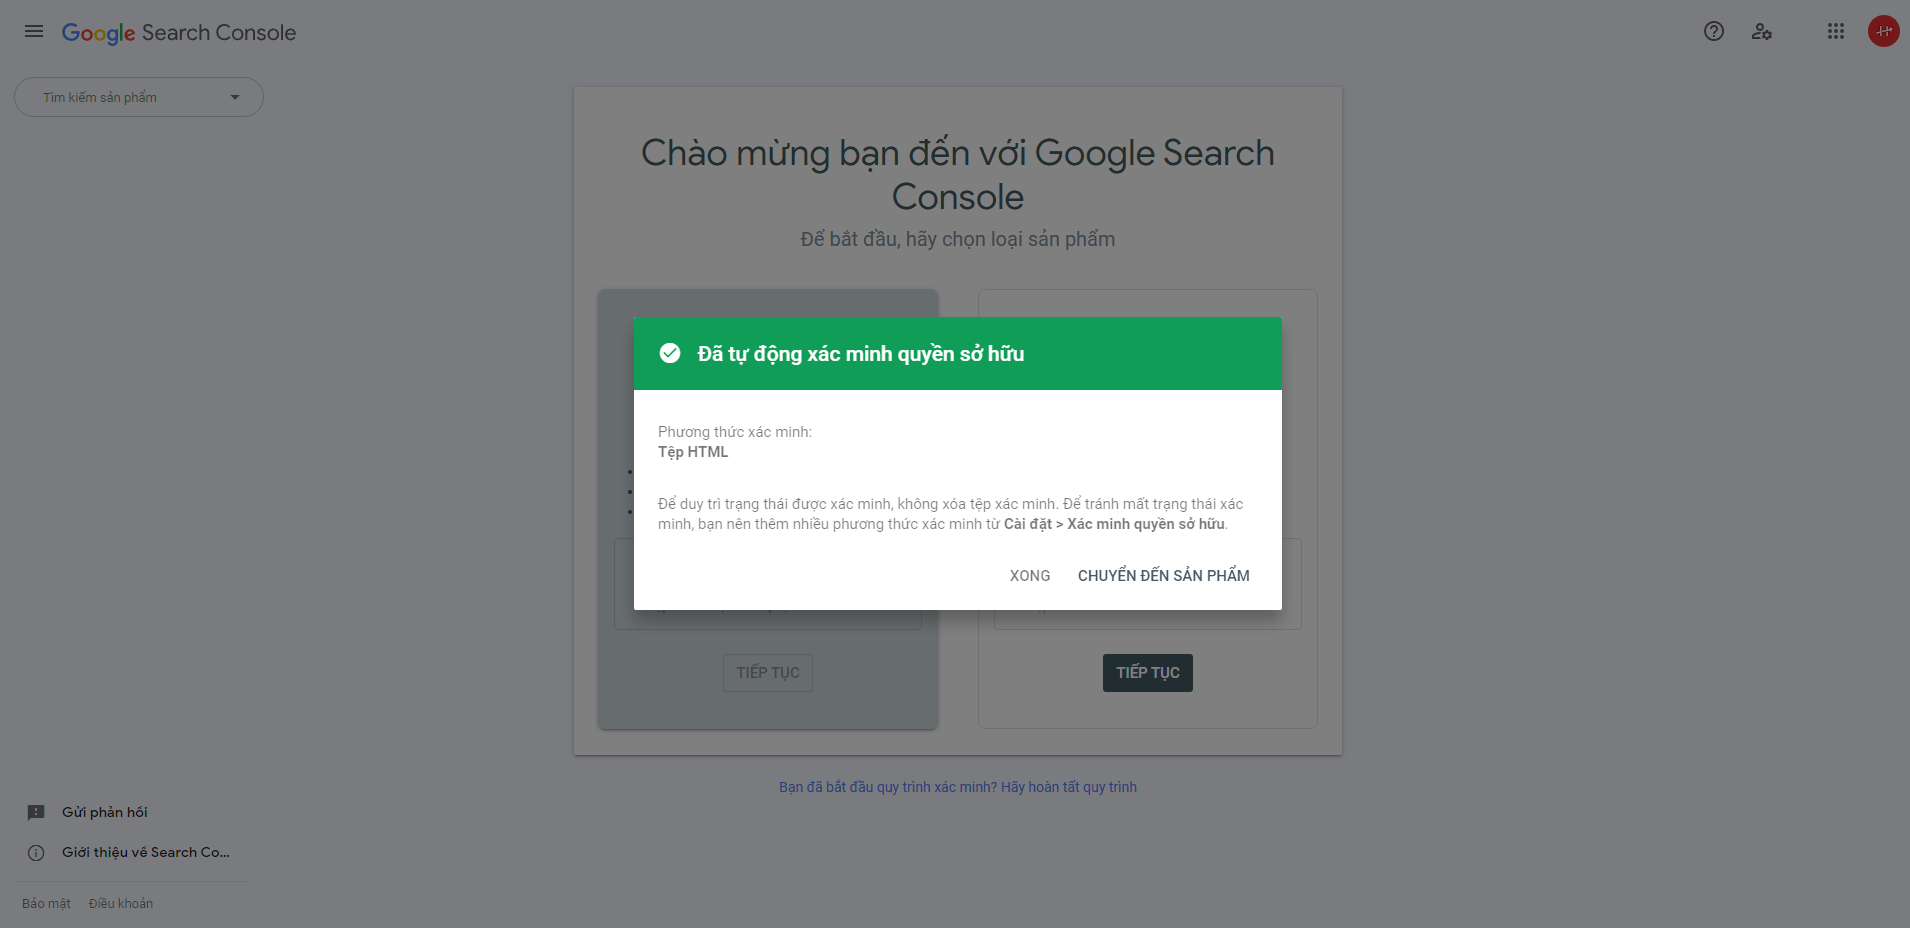 Google Search Console
Tìm kiếm sản phẩm
Chào mừng bạn đến với Google Search
Console
Để bắt đầu, hãy chọn loại sản phẩm
Đã tự động xác minh quyền sở hữu
Phương thức xác minh:
Tệp HTML
Để duy trì trạng thái được xác minh, không xóa tệp xác minh. Để tránh mất trạng thái xác
minh, bạn nên thêm nhiều phương thức xác minh từ Cài đặt > Xác minh quyền sở hữu.
XONG
CHUYỂN ĐẾN SẢN PHẨM
TIẾP TỤC
TIẾP TỤC
Bạn đã bắt đầu quy trình xác minh? Hãy hoàn tất quy trình
Gửi phản hồi
Giới thiệu về Search Co...
Bảo mật
Điều khoản